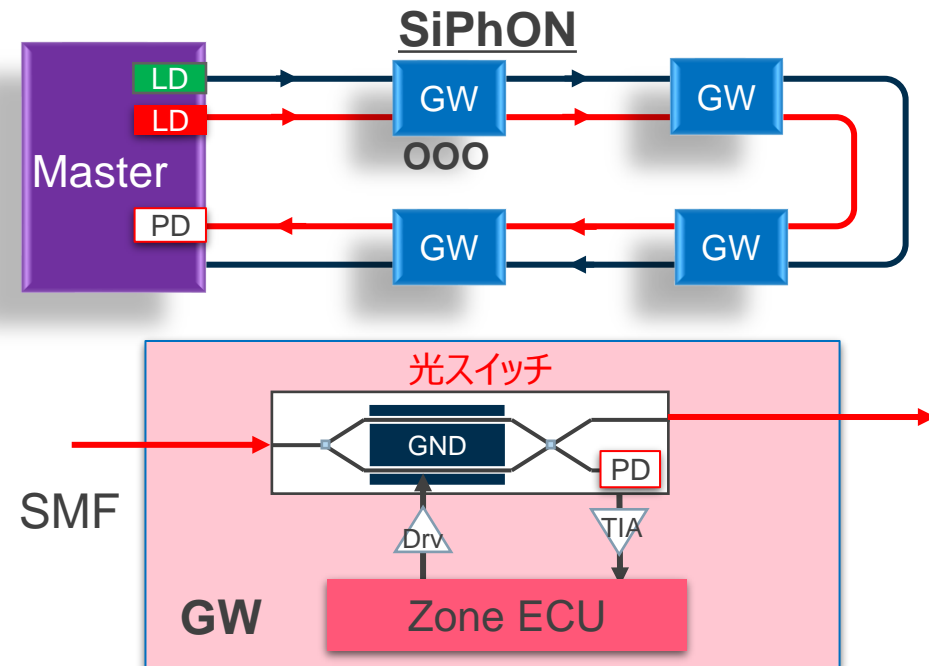 SiPhON
LD
GW
GW
LD
OOO
Master
PD
GW
GW
光スイッチ
GND
PD
SMF
Drv
TIA
GW
Zone ECU